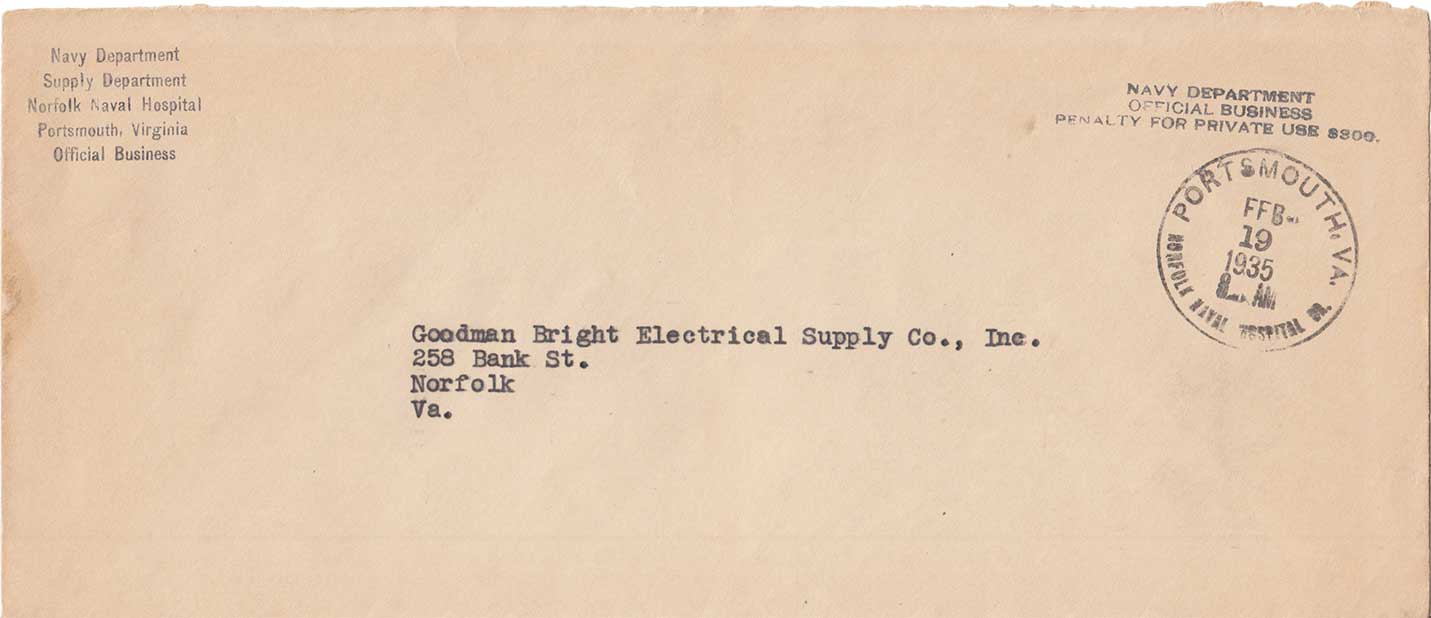 Navy Department
Supply Department
Norfolk Naval Hospital
Portsmouth, Virginia
Official Business
NAVY DEPARTMENT
OFFICIAL BUSINESS
PENALTY FOR PRIVATE USE $300.
PORTSMOUTH, VA.
FEB
19
1935
AM
NORFOLK NAVAL HOSPITAL BR.
Goodman Bright Electrical Supply Co., Inc.
258 Bank St.
Norfolk
Va.